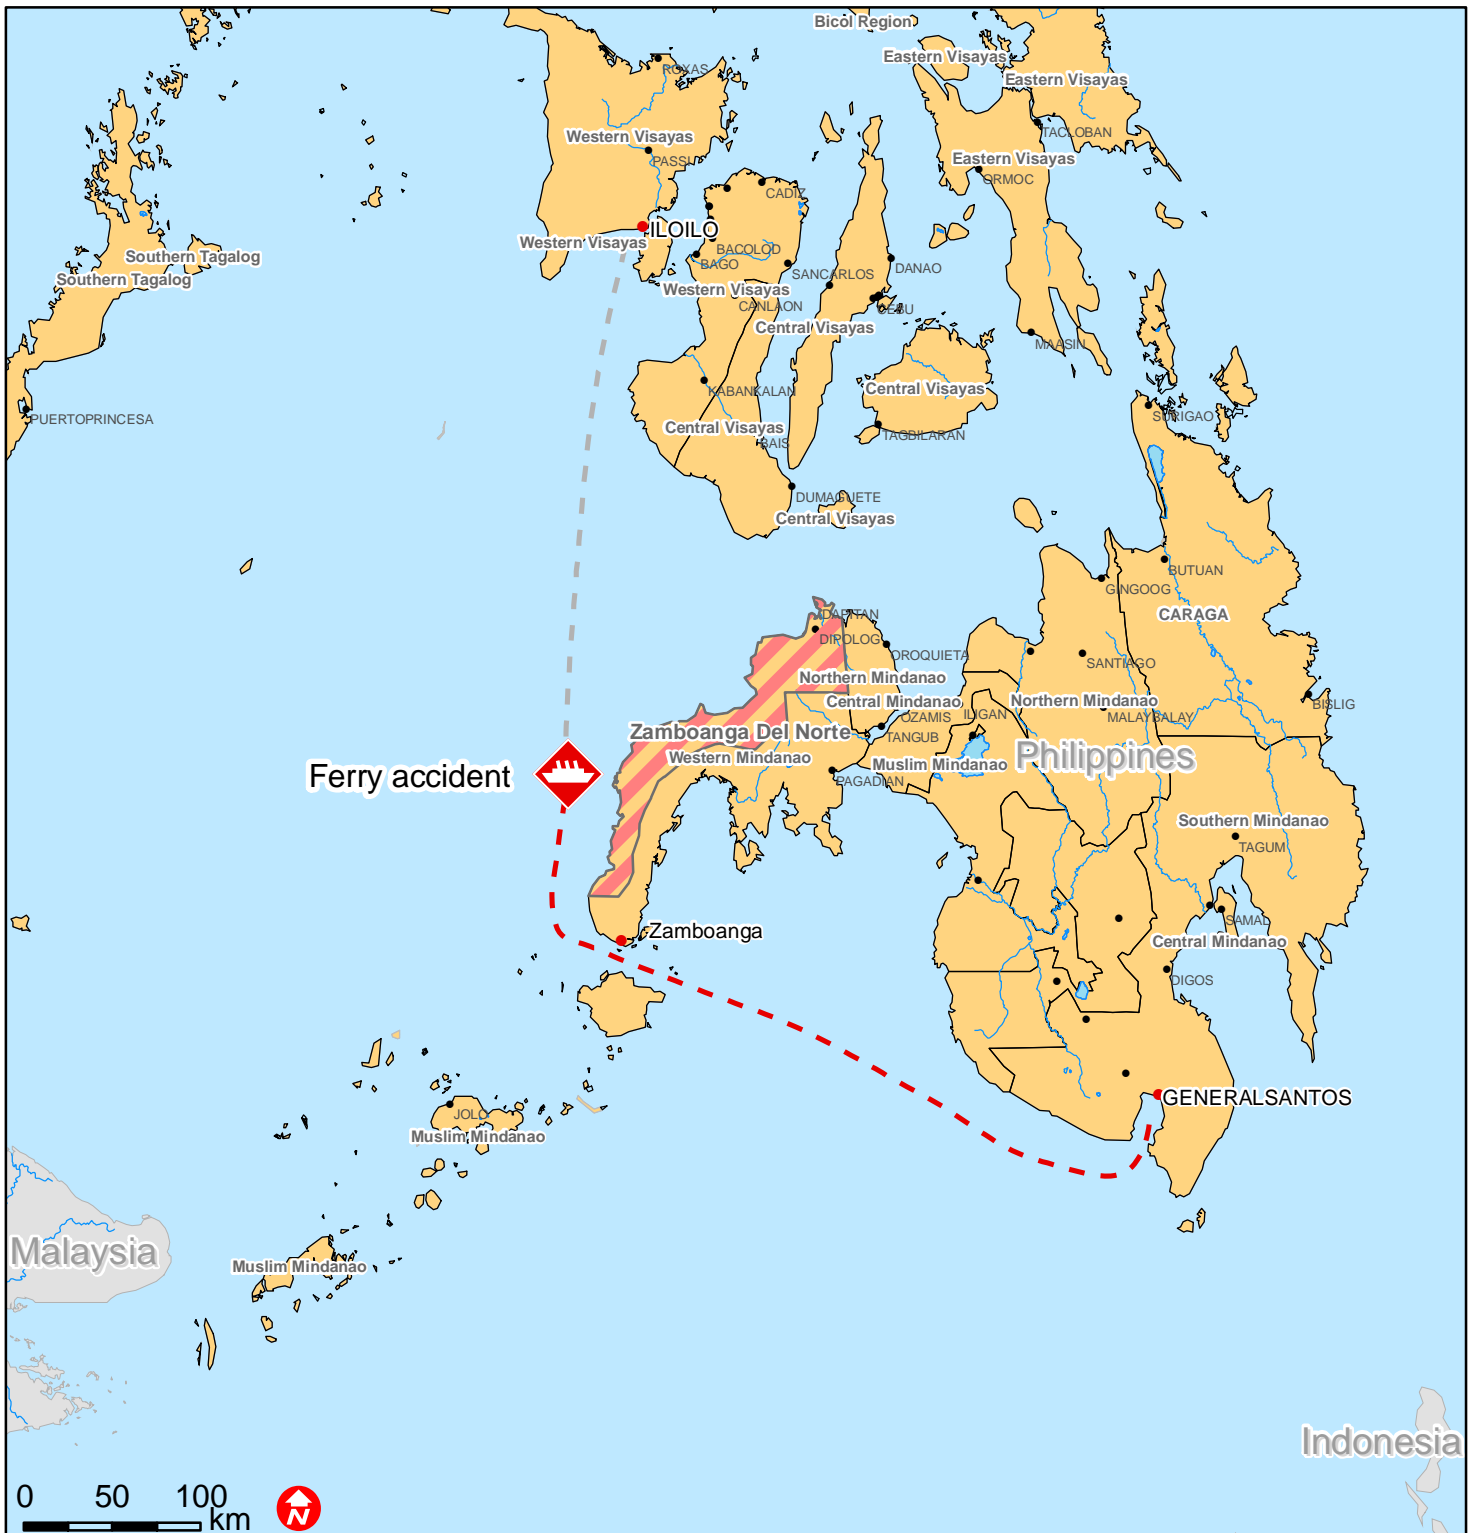 Bicol Region
Eastern Visayas
ROXAS
Eastern Visayas
Western Visayas
TACLOBAN
PASSI
Eastern Visayas
ORMOC
CADIZ
ILOILO
Western Visayas
BACOLOD
Southern Tagalog
BAGO
DANAO
SANCARLOS
Southern Tagalog
Western Visayas
CANLAON
CEBU
Central Visayas
MAASIN
KABANKALAN
Central Visayas
SURIGAO
PUERTOPRINCESA
Central Visayas
TAGBILARAN
BAIS
DUMAGUETE
Central Visayas
BUTUAN
GINGOOG
DAPITAN
CARAGA
DIPOLOG
OROQUIETA
SANTIAGO
Northern Mindanao
Central Mindanao
Northern Mindanao
BISLIG
OZAMIS
ILIGAN
MALAYBALAY
Zamboanga Del Norte
TANGUB
Western Mindanao
Muslim Mindanao
Philippines
Ferry accident
PAGADIAN
Southern Mindanao
TAGUM
SAMAL
Zamboanga
Central Mindanao
DIGOS
GENERALSANTOS
JOLO
Muslim Mindanao
Malaysia
Muslim Mindanao
Indonesia
0 50 100
km
N